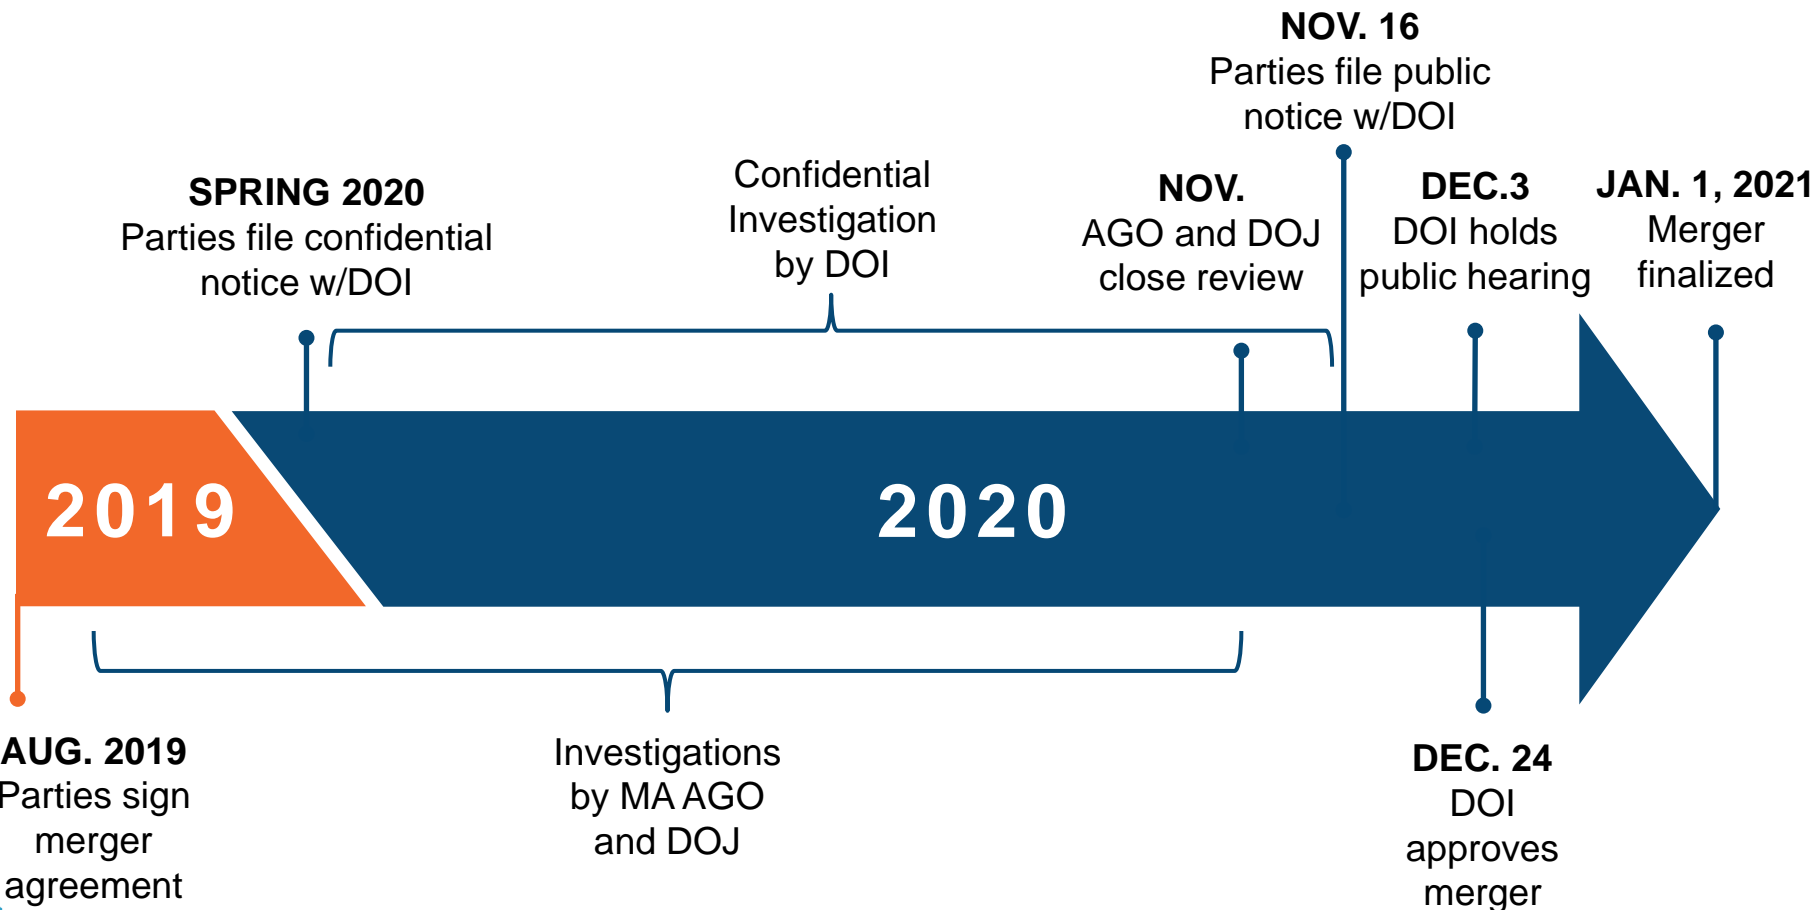 NOV. 16
Parties file public
notice w/DOI
SPRING 2020
Parties file confidential
notice w/DOI
Confidential
Investigation
by DOI
NOV.
AGO and DOJ
close review
DEC.3
DOI holds
public hearing
JAN. 1, 2021
Merger
finalized
2019
2020
AUG. 2019
Parties sign
merger
agreement
Investigations
by MA AGO
and DOJ
DEC. 24
DOI
approves
merger